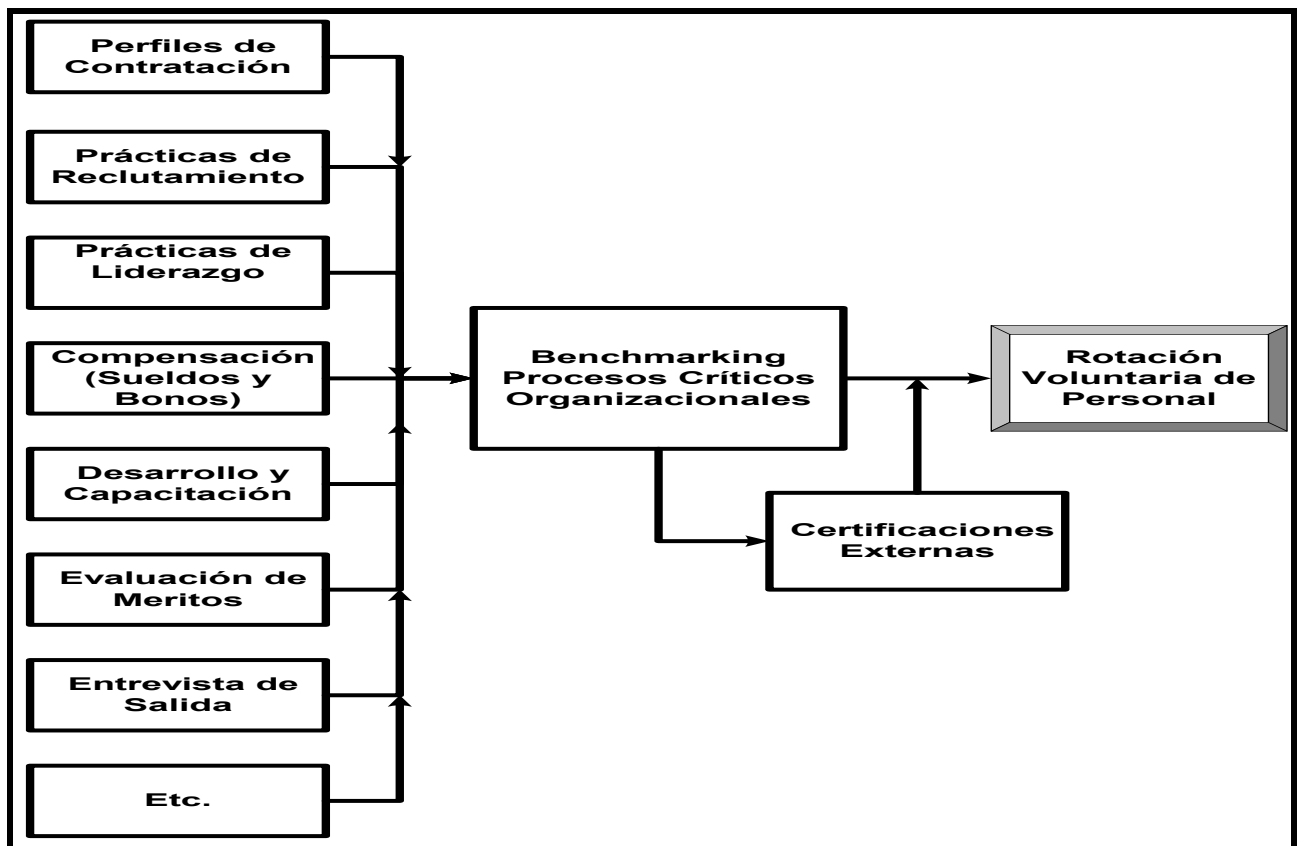 Perfiles de
Contratación
Prácticas de
Reclutamiento
Prácticas de
Liderazgo
Compensación
(Sueldos y
Bonos)
Desarrollo y
Capacitación
Evaluación de
Meritos
Entrevista de
Salida
Etc.
Benchmarking
Procesos Críticos
Organizacionales
Certificaciones
Externas
Rotación
Voluntaria de
Personal